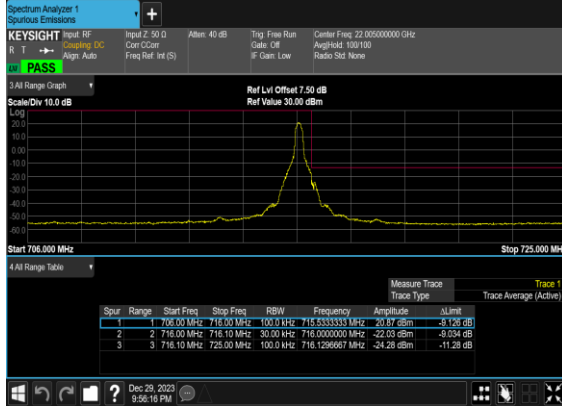 Spectrum Analyzer 1
Spurious Emissions
KEYSIGHT Input: RF Input Z: 50 Ω Atten: 40 dB Trig: Free Run Center Freq: 22.005000000 GHz
R T Coupling: DC Corr CCorr Gate: Off Avg|Hold: 100/100
Align: Auto Freq Ref: Int (S) IF Gain: Low Radio Std: None
LXI PASS
3 All Range Graph
Ref Lvl Offset 7.50 dB
Scale/Div 10.0 dB Ref Value 30.00 dBm
Log
20.0
10.0
0.00
-10.0
-20.0
-30.0
-40.0
-50.0
-60.0
Start 706.000 MHz Stop 725.000 MH
4 All Range Table
Measure Trace Trace 1
Trace Type Trace Average (Active)
Spur Range Start Freq Stop Freq RBW Frequency Amplitude ΔLimit
1 1 706.00 MHz 716.00 MHz 100.0 kHz 715.5333333 MHz 20.87 dBm -9.126 dB
2 2 716.00 MHz 716.10 MHz 30.00 kHz 716.0000000 MHz -22.03 dBm -9.034 dB
3 3 716.10 MHz 725.00 MHz 100.0 kHz 716.1296667 MHz -24.28 dBm -11.28 dB
? Dec 29, 2023
9:56:16 PM